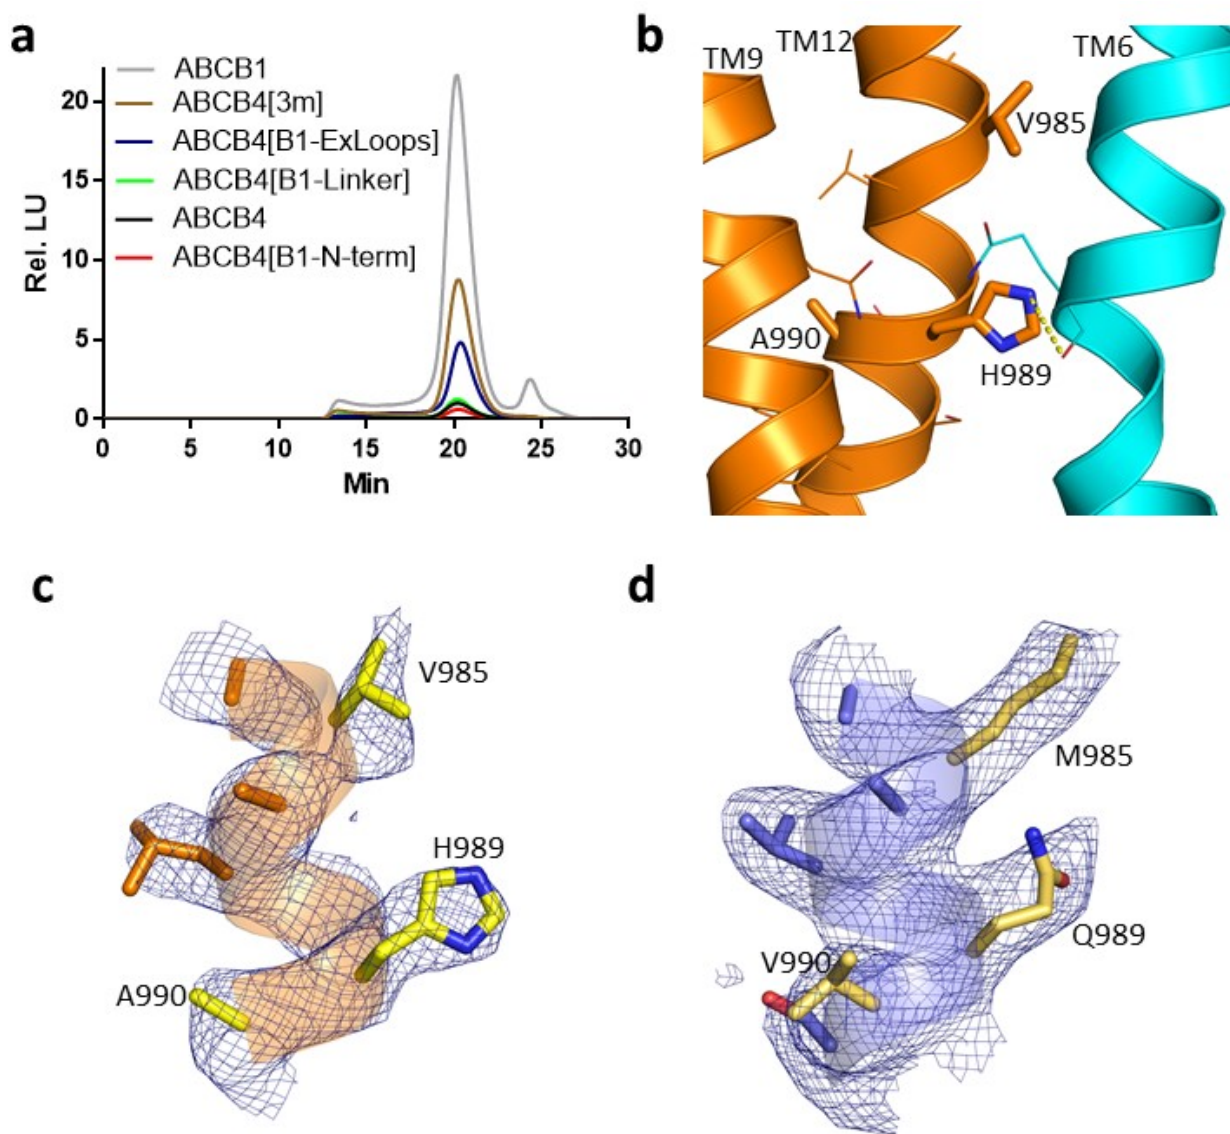 a
ABCB1
ABCB4[3m]
ABCB4[B1-ExLoops]
ABCB4[B1-Linker]
ABCB4
ABCB4[B1-N-term]
Rel. LU
20
15
10
5
0
0 5 10 15 20 25 30
Min
b
TM9
TM12
TM6
V985
A990
H989
c
V985
H989
A990
d
M985
Q989
V990